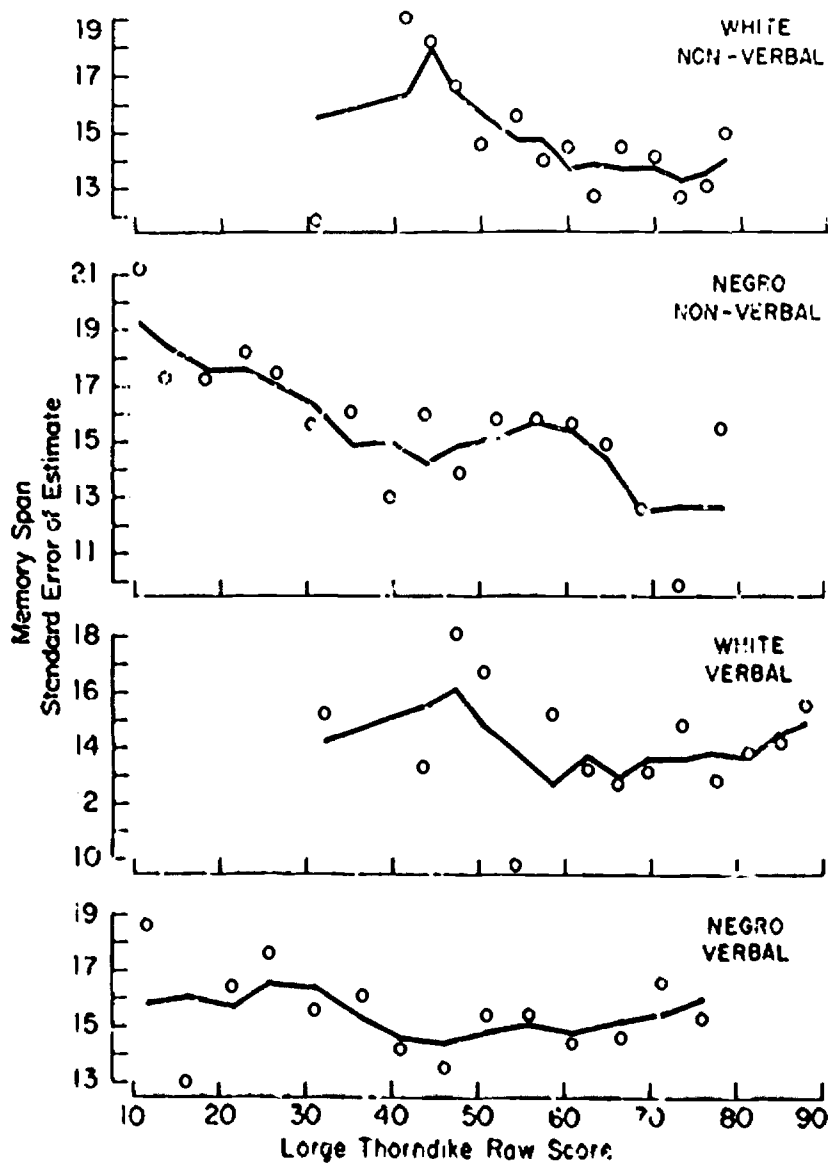 19
17
15
13
WHITE
NON-VERBAL
21
19
17
15
13
11
NEGRO
NON-VERBAL
Memory Span
Standard Error of Estimate
18
16
14
2
10
WHITE
VERBAL
19
16
15
13
NEGRO
VERBAL
10 20 30 40 50 60 70 80 90
Lorge Thorndike Raw Score